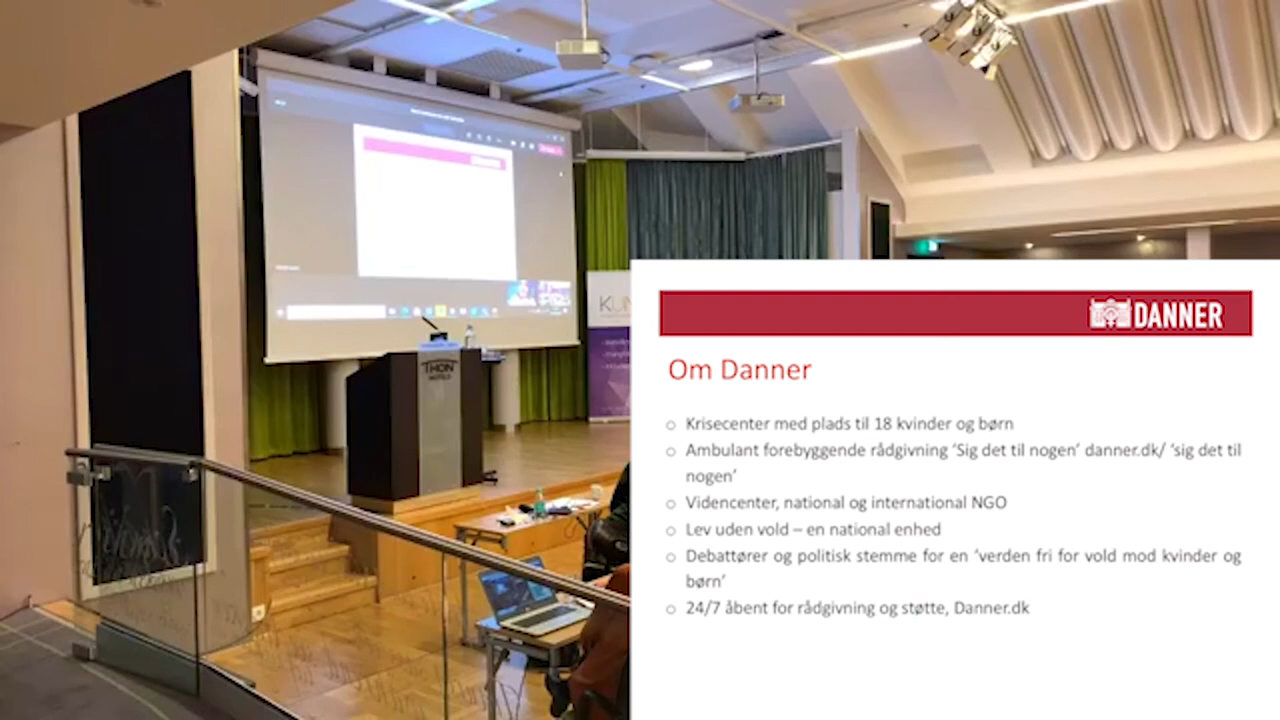 THON
HOTELS
KUN
DANNER
Om Danner
o Krisecenter med plads til 18 kvinder og børn
o Ambulant forebyggende rådgivning ‘Sig det til nogen’ danner.dk/ ‘sig det til
nogen’
o Videncenter, national og international NGO
o Lev uden vold – en national enhed
o Debattører og politisk stemme for en ‘verden fri for vold mod kvinder og
børn’
o 24/7 åbent for rådgivning og støtte, Danner.dk